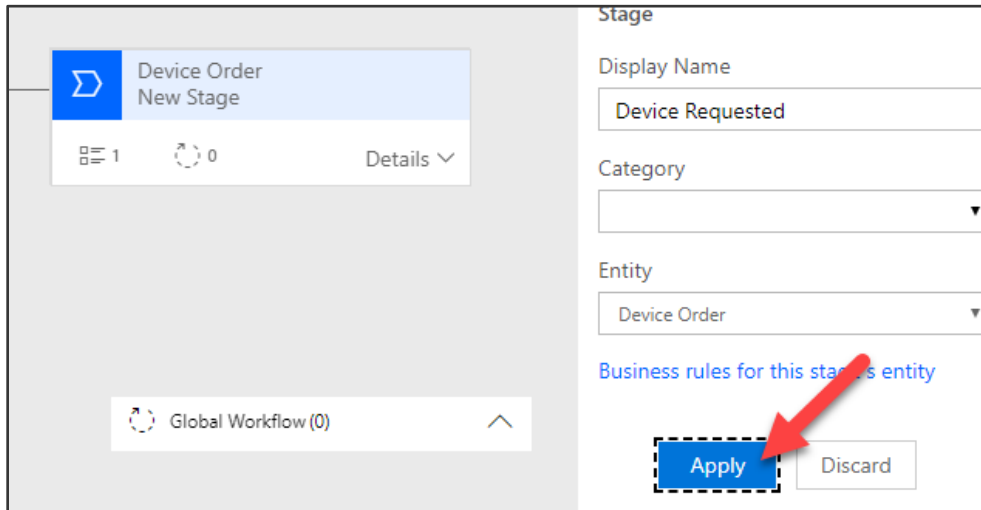 Device Order
New Stage
1
0
Details
Global Workflow (0)
Stage
Display Name
Device Requested
Category
Entity
Device Order
Business rules for this stage's entity
Apply
Discard